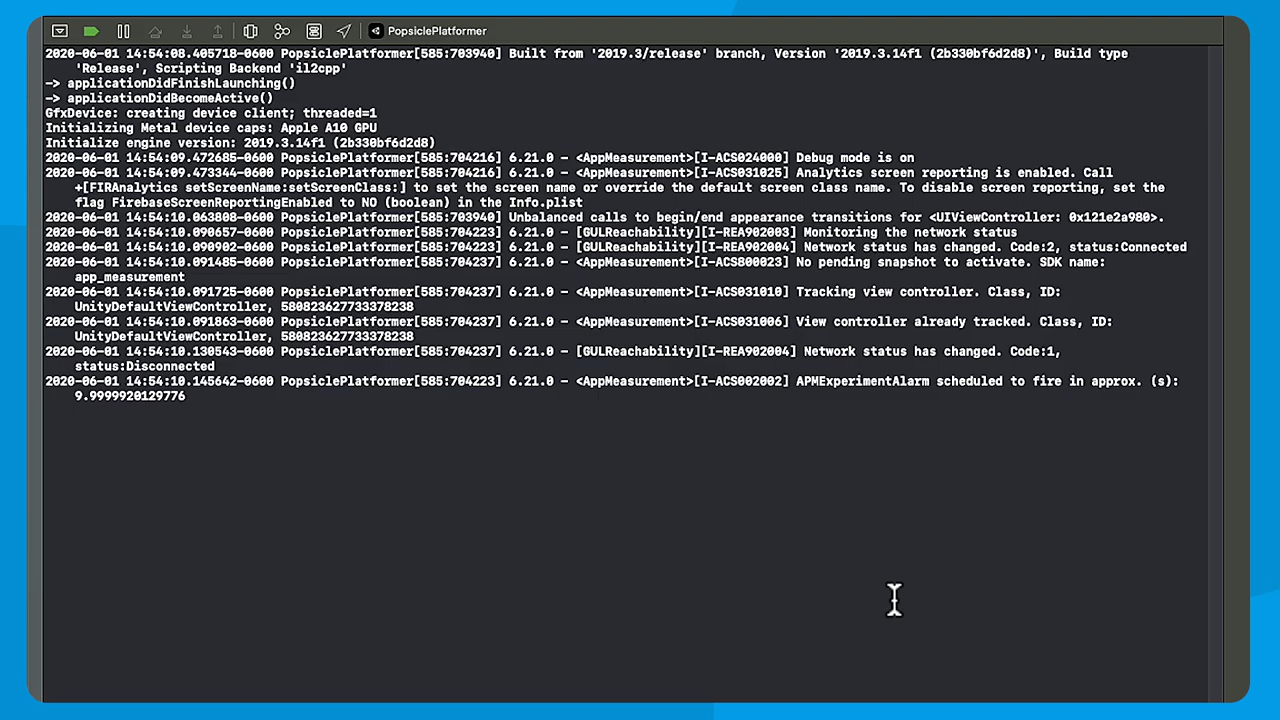 PopsiclePlatformer
2020-06-01 14:54:08.405718-0600 PopsiclePlatformer[585:703940] Built from '2019.3/release' branch, Version '2019.3.14f1 (2b330bf6d2d8)', Build type
'Release', Scripting Backend 'il2cpp'
-> applicationDidFinishLaunching()
-> applicationDidBecomeActive()
GfxDevice: creating device client; threaded=1
Initializing Metal device caps: Apple A10 GPU
Initialize engine version: 2019.3.14f1 (2b330bf6d2d8)
2020-06-01 14:54:09.472685-0600 PopsiclePlatformer[585:704216] 6.21.0 - <AppMeasurement>[I-ACS024000] Debug mode is on
2020-06-01 14:54:09.473344-0600 PopsiclePlatformer[585:704216] 6.21.0 - <AppMeasurement>[I-ACS031025] Analytics screen reporting is enabled. Call
+[FIRAnalytics setScreenName:setScreenClass:] to set the screen name or override the default screen class name. To disable screen reporting, set the
flag FirebaseScreenReportingEnabled to NO (boolean) in the Info.plist
2020-06-01 14:54:10.063808-0600 PopsiclePlatformer[585:703940] Unbalanced calls to begin/end appearance transitions for <UIViewController: 0x121e2a980>.
2020-06-01 14:54:10.090657-0600 PopsiclePlatformer[585:704223] 6.21.0 - [GULReachability][I-REA902003] Monitoring the network status
2020-06-01 14:54:10.090902-0600 PopsiclePlatformer[585:704223] 6.21.0 - [GULReachability][I-REA902004] Network status has changed. Code:2, status:Connected
2020-06-01 14:54:10.091485-0600 PopsiclePlatformer[585:704237] 6.21.0 - <AppMeasurement>[I-ACS800023] No pending snapshot to activate. SDK name:
app_measurement
2020-06-01 14:54:10.091725-0600 PopsiclePlatformer[585:704237] 6.21.0 - <AppMeasurement>[I-ACS031010] Tracking view controller. Class, ID:
UnityDefaultViewController, 580823627733378238
2020-06-01 14:54:10.091863-0600 PopsiclePlatformer[585:704237] 6.21.0 - <AppMeasurement>[I-ACS031006] View controller already tracked. Class, ID:
UnityDefaultViewController, 580823627733378238
2020-06-01 14:54:10.130543-0600 PopsiclePlatformer[585:704237] 6.21.0 - [GULReachability][I-REA902004] Network status has changed. Code:1,
status:Disconnected
2020-06-01 14:54:10.145642-0600 PopsiclePlatformer[585:704223] 6.21.0 - <AppMeasurement>[I-ACS002002] APMExperimentAlarm scheduled to fire in approx. (s):
9.9999920129776